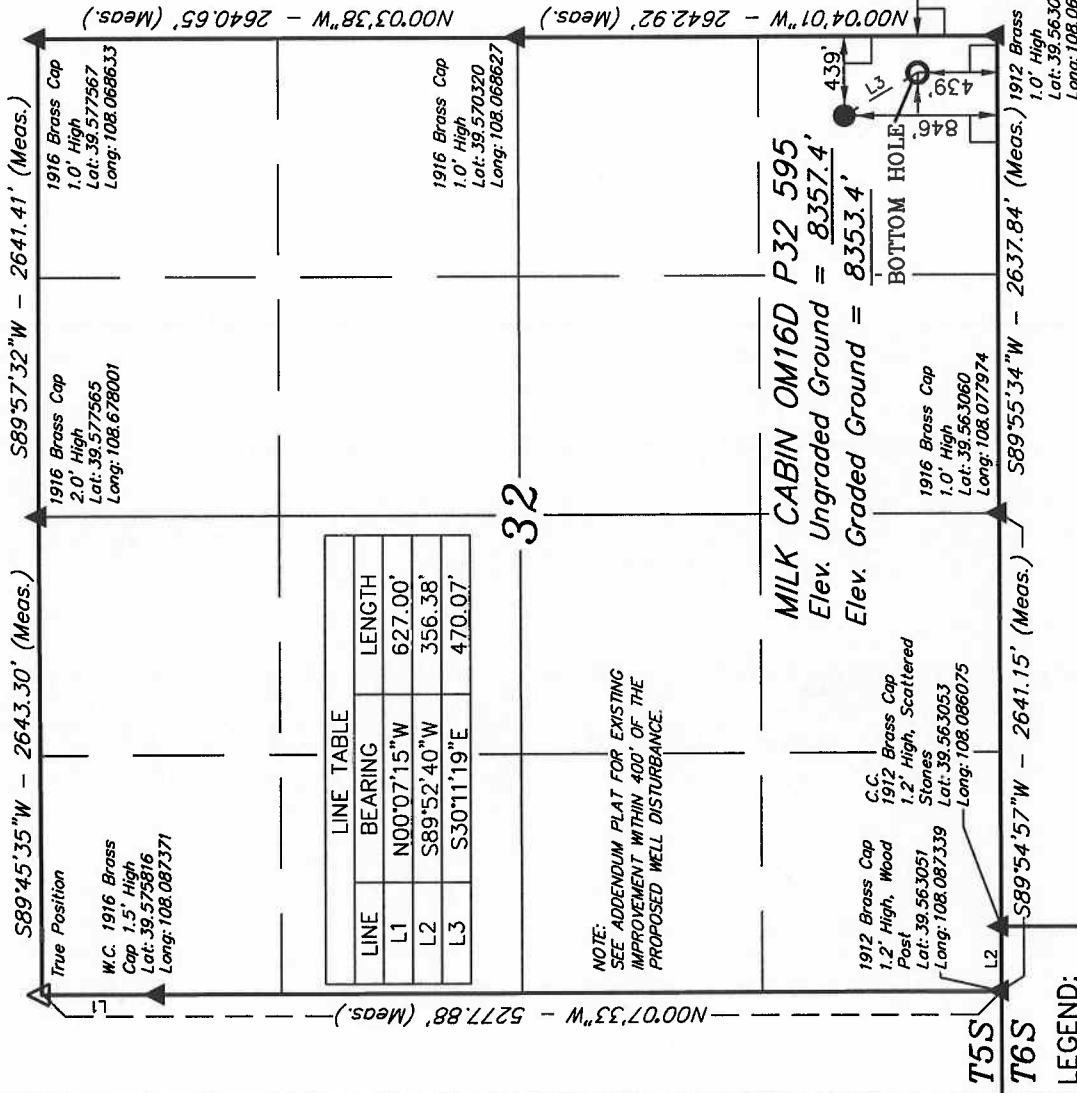 S89°45'35"W - 2643.30' (Meas.)
S89°57'32"W - 2641.41' (Meas.)
True Position
W.C. 1916 Brass
Cap 1.5' High
Lat: 39.575816
Long: 108.087371
L1
1916 Brass Cap
2.0' High
Lat: 39.577565
Long: 108.678001
1916 Brass Cap
1.0' High
Lat: 39.577567
Long: 108.068633
N00°03'38"W - 2640.65' (Meas.)
LINE TABLE
LINE BEARING LENGTH
L1 N00°07'15"W 627.00'
L2 S89°52'40"W 356.38'
L3 S30°11'19"E 470.07'
1916 Brass Cap
1.0' High
Lat: 39.570320
Long: 108.068627
32
N00°07'33"W - 5277.88' (Meas.)
N00°04'01"W - 2642.92' (Meas.)
NOTE:
SEE ADDENDUM PLAT FOR EXISTING
IMPROVEMENT WITHIN 400' OF THE
PROPOSED WELL DISTURBANCE.
MILK CABIN OM16D P32 595
Elev. Ungraded Ground = 8357.4'
Elev. Graded Ground = 8353.4'
439'
L3
846'
439'
BOTTOM HOLE
1912 Brass Cap
1.2' High, Wood
Post
Lat: 39.563051
Long: 108.087339
C.C.
1912 Brass Cap
1.2' High, Scattered
Stones
Lat: 39.563053
Long: 108.086075
1916 Brass Cap
1.0' High
Lat: 39.563060
Long: 108.077974
L2
S89°54'57"W - 2641.15' (Meas.)
S89°55'34"W - 2637.84' (Meas.)
1912 Brass
1.0' High
Lat: 39.5630
Long: 108.06
T5S
T6S
LEGEND: